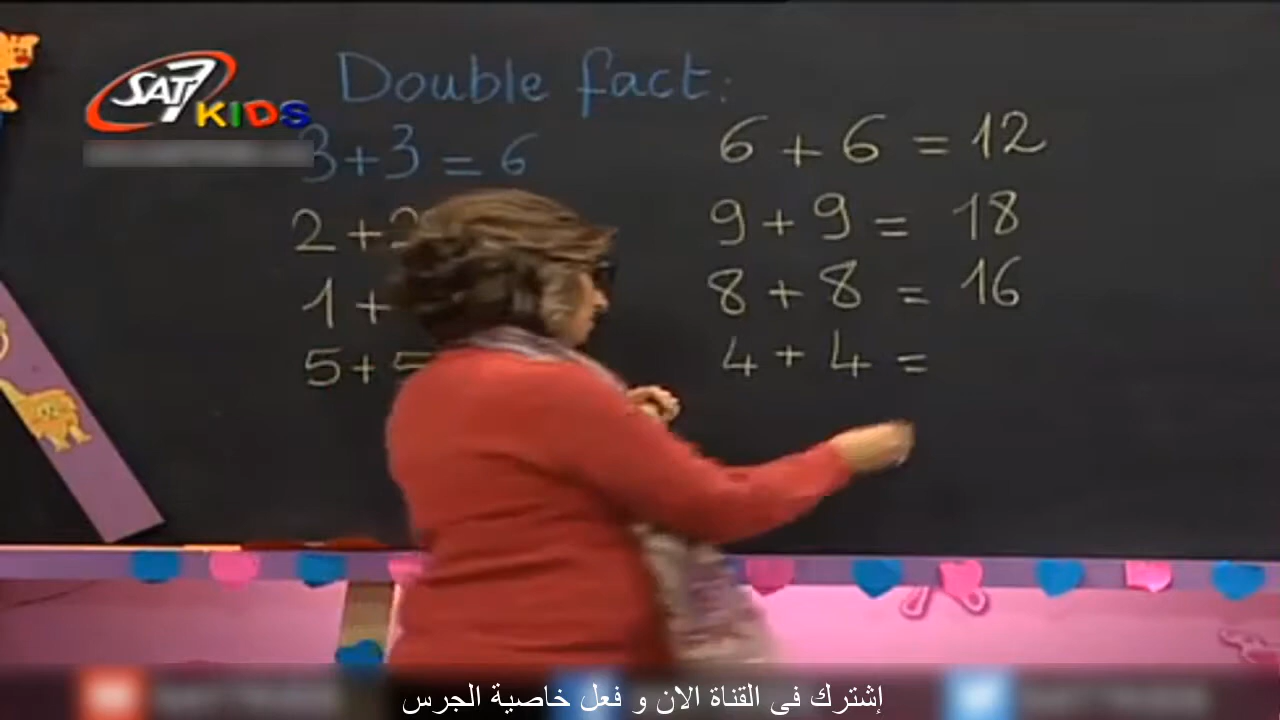 SAT7
KIDS
Double fact:
3+3=6
2+2
1+
5+5
6+6=12
9+9=18
8+8=16
4+4=
إشترك فى القناة الان و فعل خاصية الجرس